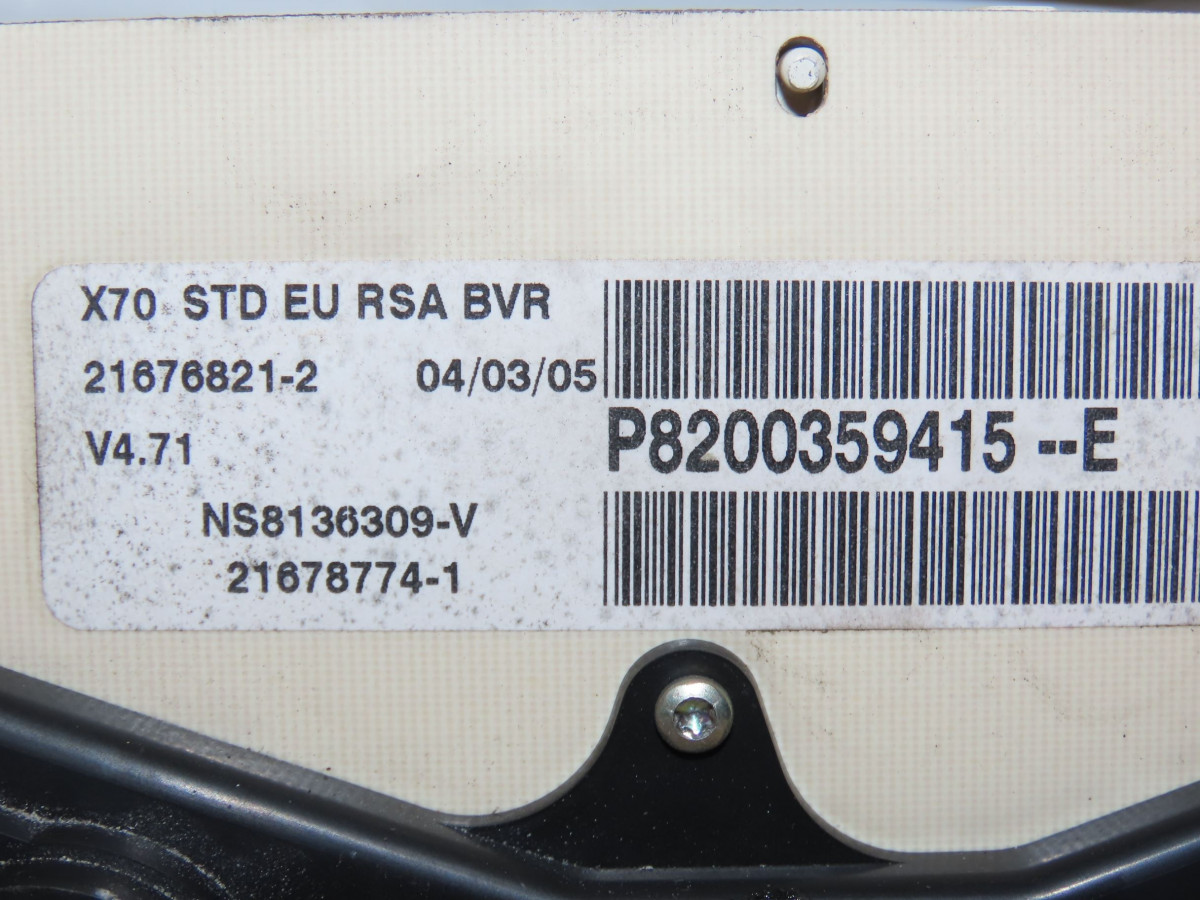 X70 STD EU RSA BVR
21676821-2 04/03/05
P8200359415 --E
V4.71
NS8136309-V
21678774-1